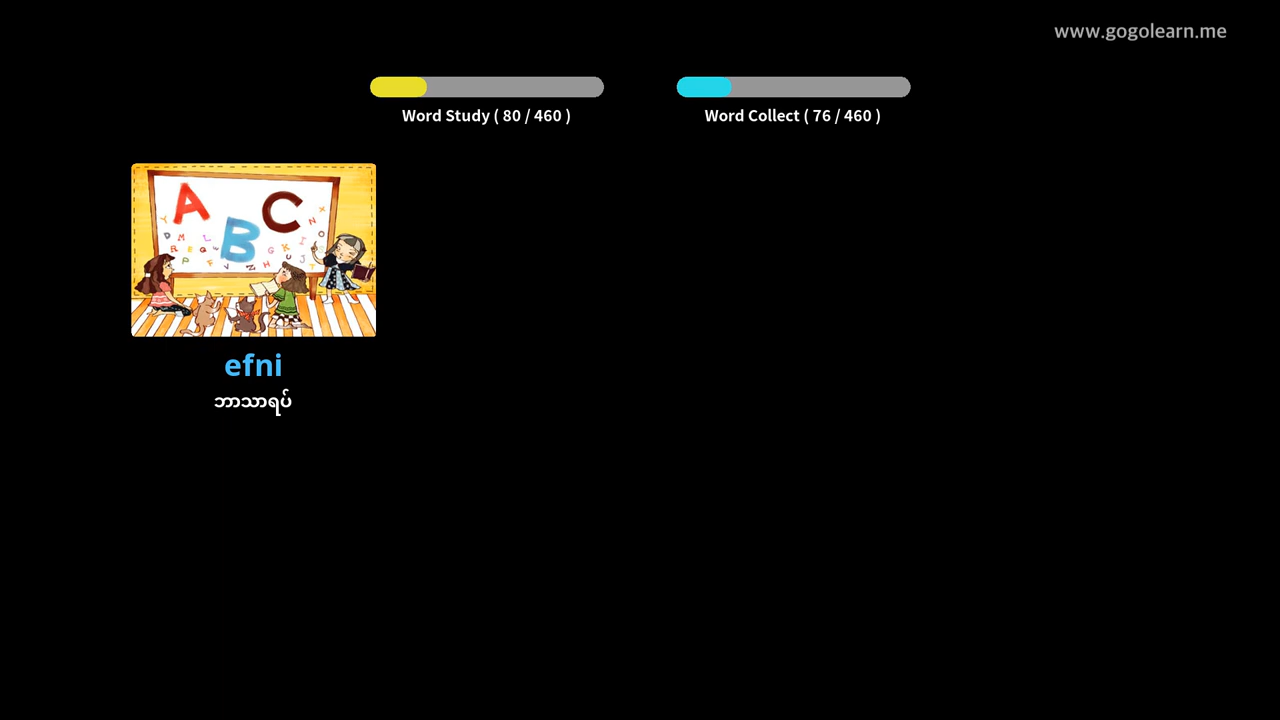 www.gogolearn.me
Word Study ( 80 / 460 )
Word Collect ( 76 / 460 )
A
B
C
efni
ဘာသာရပ်